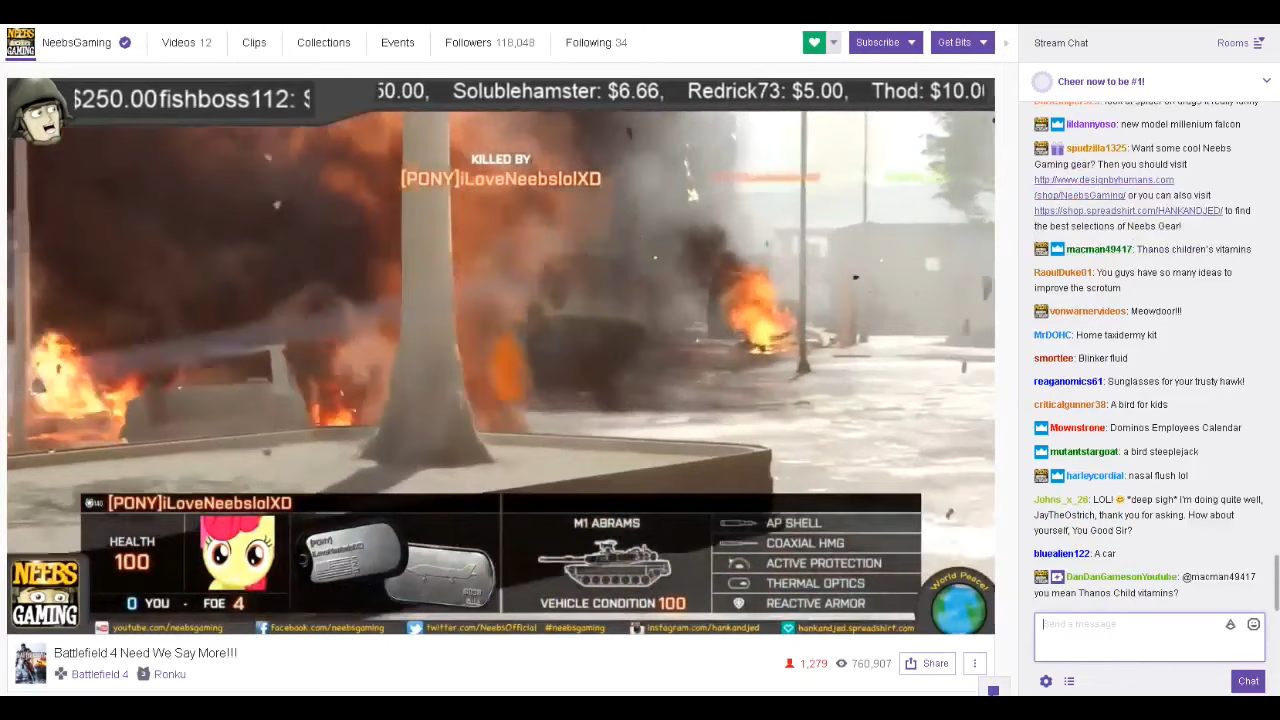 NEEBS GAMING
NeebsGaming
Videos 12
Clips
Collections
Events
Followers 118,048
Following 34
Subscribe
Get Bits
Stream Chat
Rooms
$250.00fishboss112:
50.00, Solublehamster: $6.66, Redrick73: $5.00, Thod: $10.0
KILLED BY
[PONY]iLoveNeebslolXD
140 [PONY]iLoveNeebslolXD
HEALTH
100
0 YOU - FOE 4
M1 ABRAMS
VEHICLE CONDITION 100
AP SHELL
COAXIAL HMG
ACTIVE PROTECTION
THERMAL OPTICS
REACTIVE ARMOR
NEEBS
GAMING
World Peace!
youtube.com/neebsgaming
facebook.com/neebsgaming
twitter.com/NeebsOfficial #neebsgaming
instagram.com/hankandjed
hankandjed.spreadshirt.com
Battlefield 4 Need We Say More!!!
Battlefield 4
Ronku
1,279
760,907
Share
Cheer now to be #1!
lildannyoso: new model millenium falcon
spudzilla1325: Want some cool Neebs
Gaming gear? Then you should visit
http://www.designbyhumans.com
/shop/NeebsGaming/ or you can also visit
https://shop.spreadshirt.com/HANKANDJED/ to find
the best selections of Neebs Gear!
macman49417: Thanos children's vitamins
RaoulDuke01: You guys have so many ideas to
improve the scrotum
vonwarnervideos: Meowdoor!!!
MrDOHC: Home taxidermy kit
smortlee: Blinker fluid
reaganomics61: Sunglasses for your trusty hawk!
criticalgunner38: A bird for kids
Mownstrone: Dominos Employees Calendar
mutantstargoat: a bird steeplejack
harleycordial: nasal flush lol
Johns_x_26: LOL! *deep sigh* I'm doing quite well,
JayTheOstrich, thank you for asking. How about
yourself, You Good Sir?
bluealien122: A car
DanDanGamesonYoutube: @macman49417
you mean Thanos Child vitamins?
Send a message
Chat